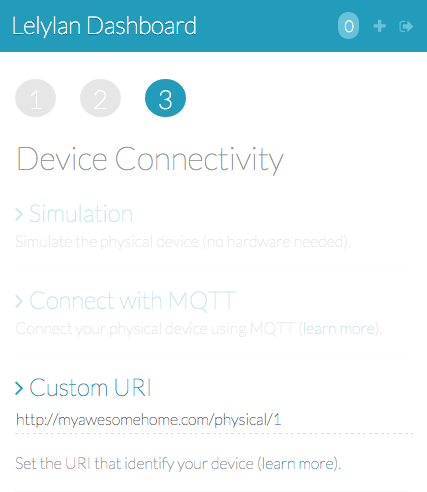 Lelylan Dashboard 0
1 2 3
Device Connectivity
Simulation
Simulate the physical device (no hardware needed).
Connect with MQTT
Connect your physical device using MQTT (learn more).
Custom URI
http://myawesomehome.com/physical/1
Set the URI that identify your device (learn more).